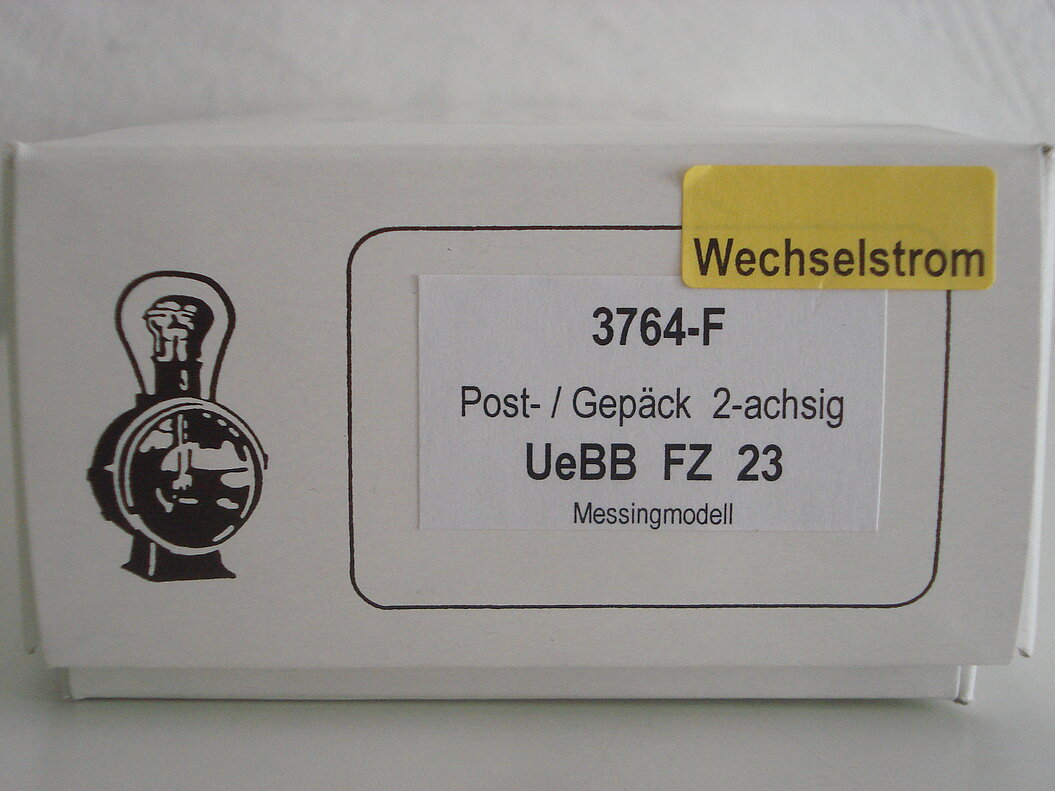 Wechselstrom
3764-F
Post- / Gepäck 2-achsig
UeBB FZ 23
Messingmodell